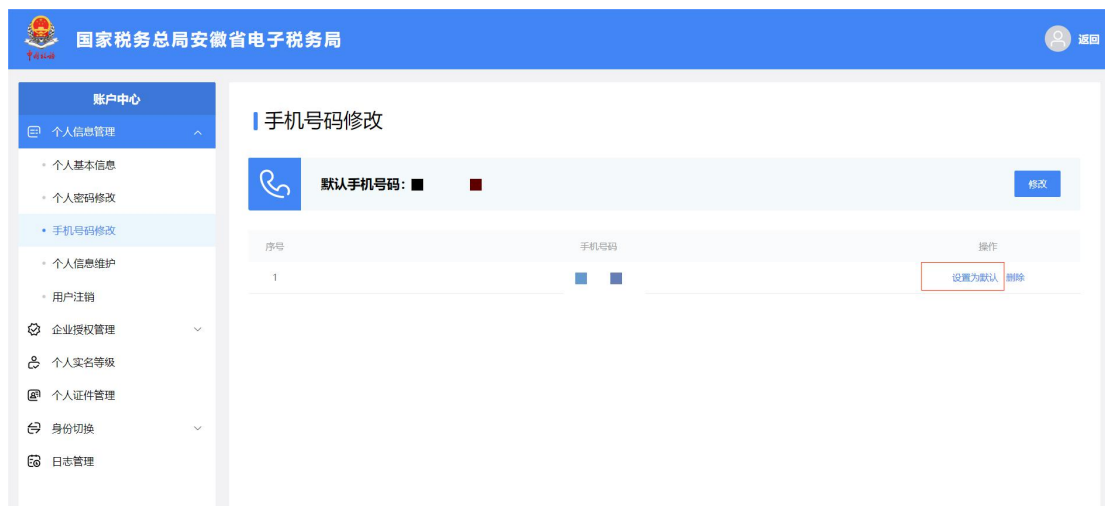 国家税务总局安徽省电子税务局
返回
账户中心
个人信息管理
个人基本信息
个人密码修改
手机号码修改
个人信息维护
用户注销
企业授权管理
个人实名等级
个人证件管理
身份切换
日志管理
手机号码修改
默认手机号码：
修改
序号 手机号码 操作
1 设置为默认 删除